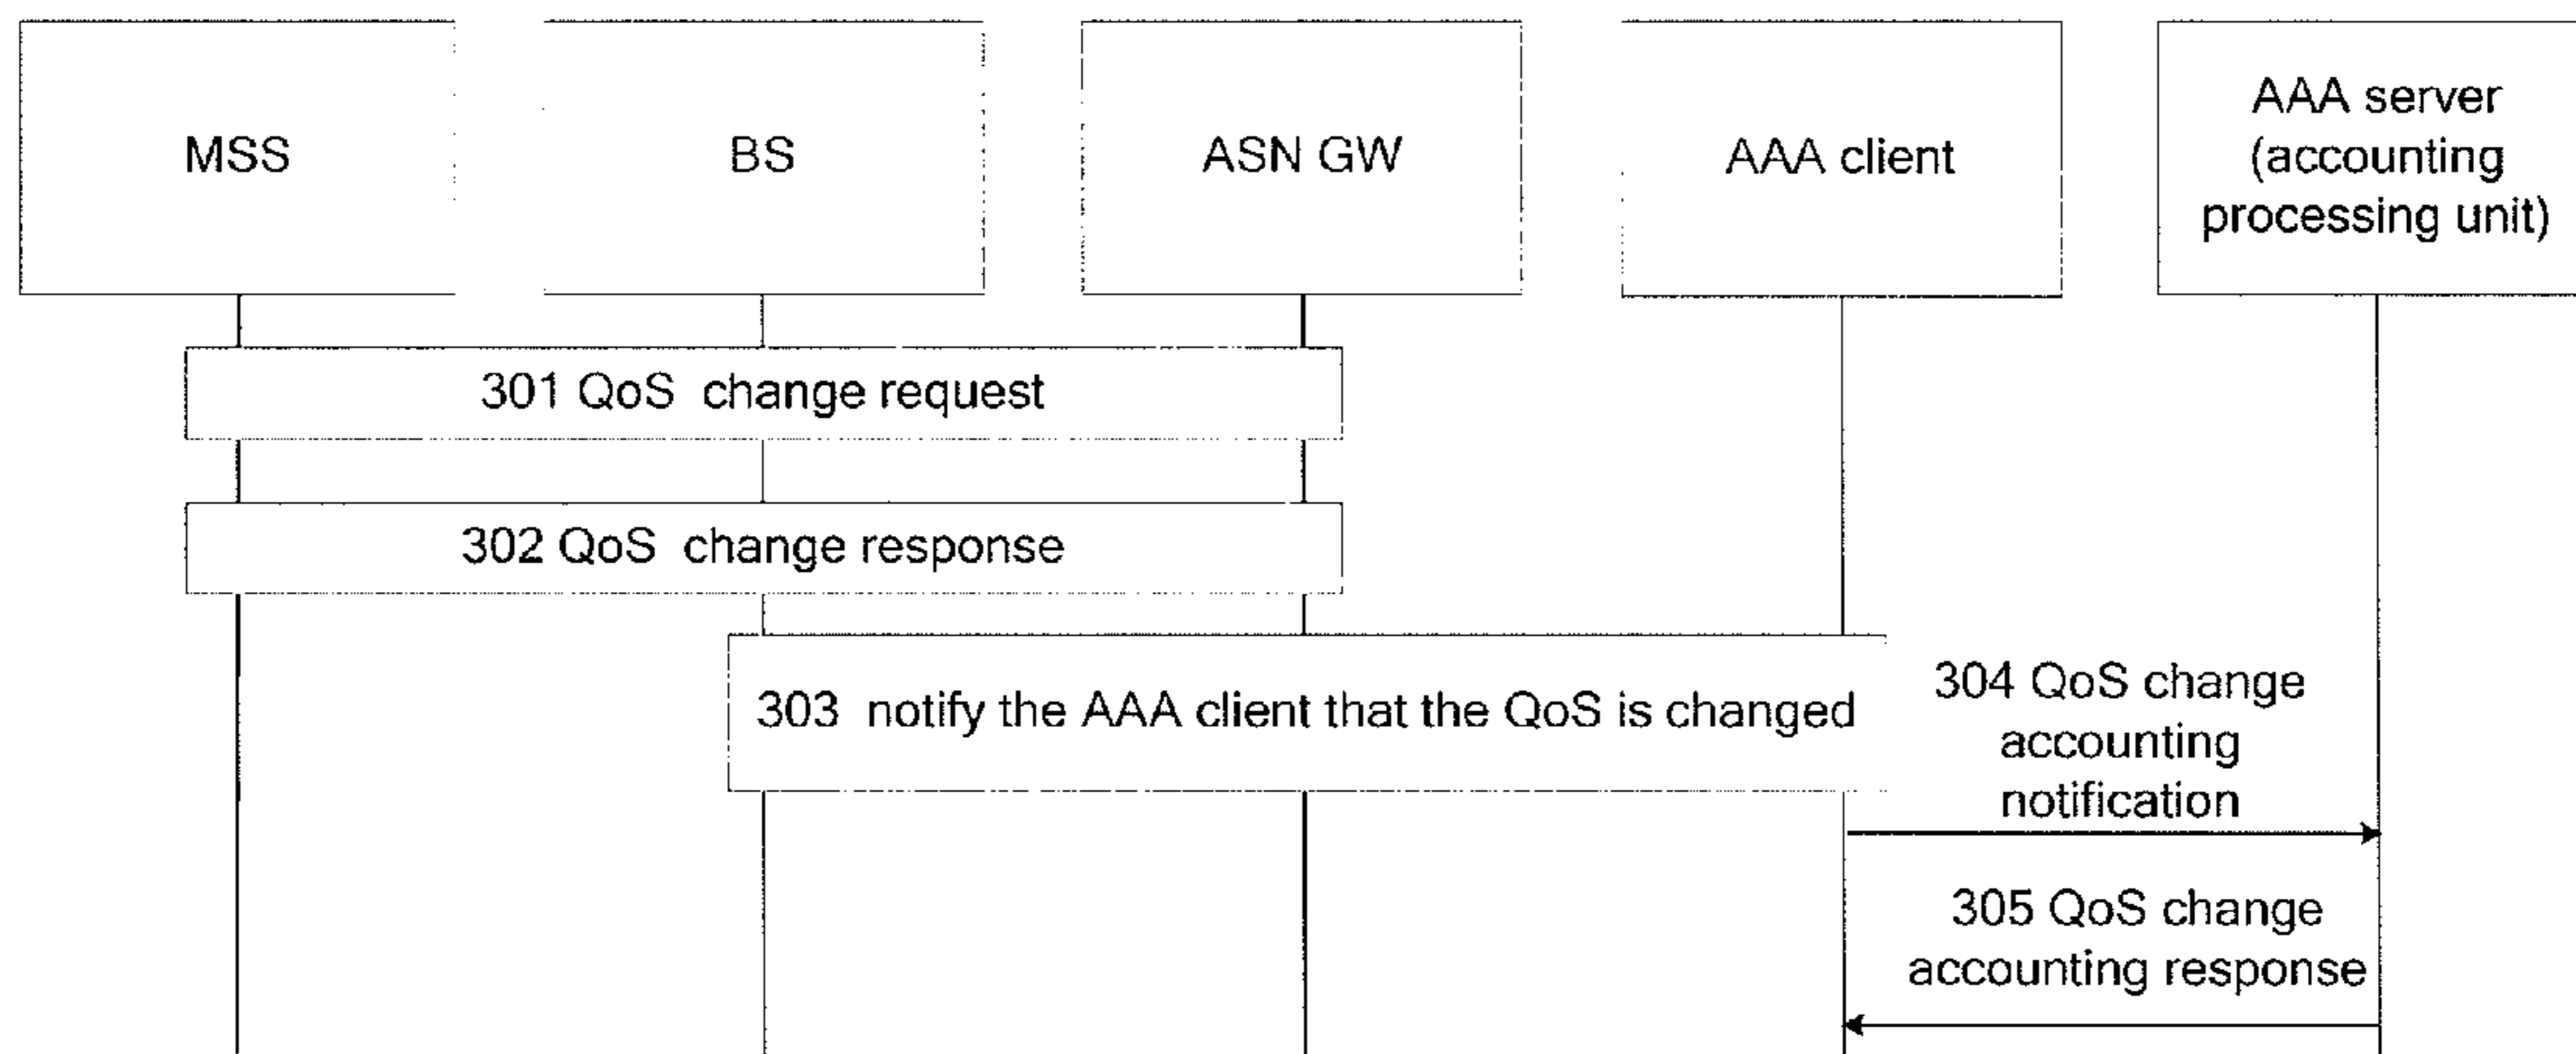 MSS
BS
ASN GW
AAA client
AAA server
(accounting
processing unit)
301 QoS change request
302 QoS change response
303 notify the AAA client that the QoS is changed
304 QoS change
accounting
notification
305 QoS change
accounting response